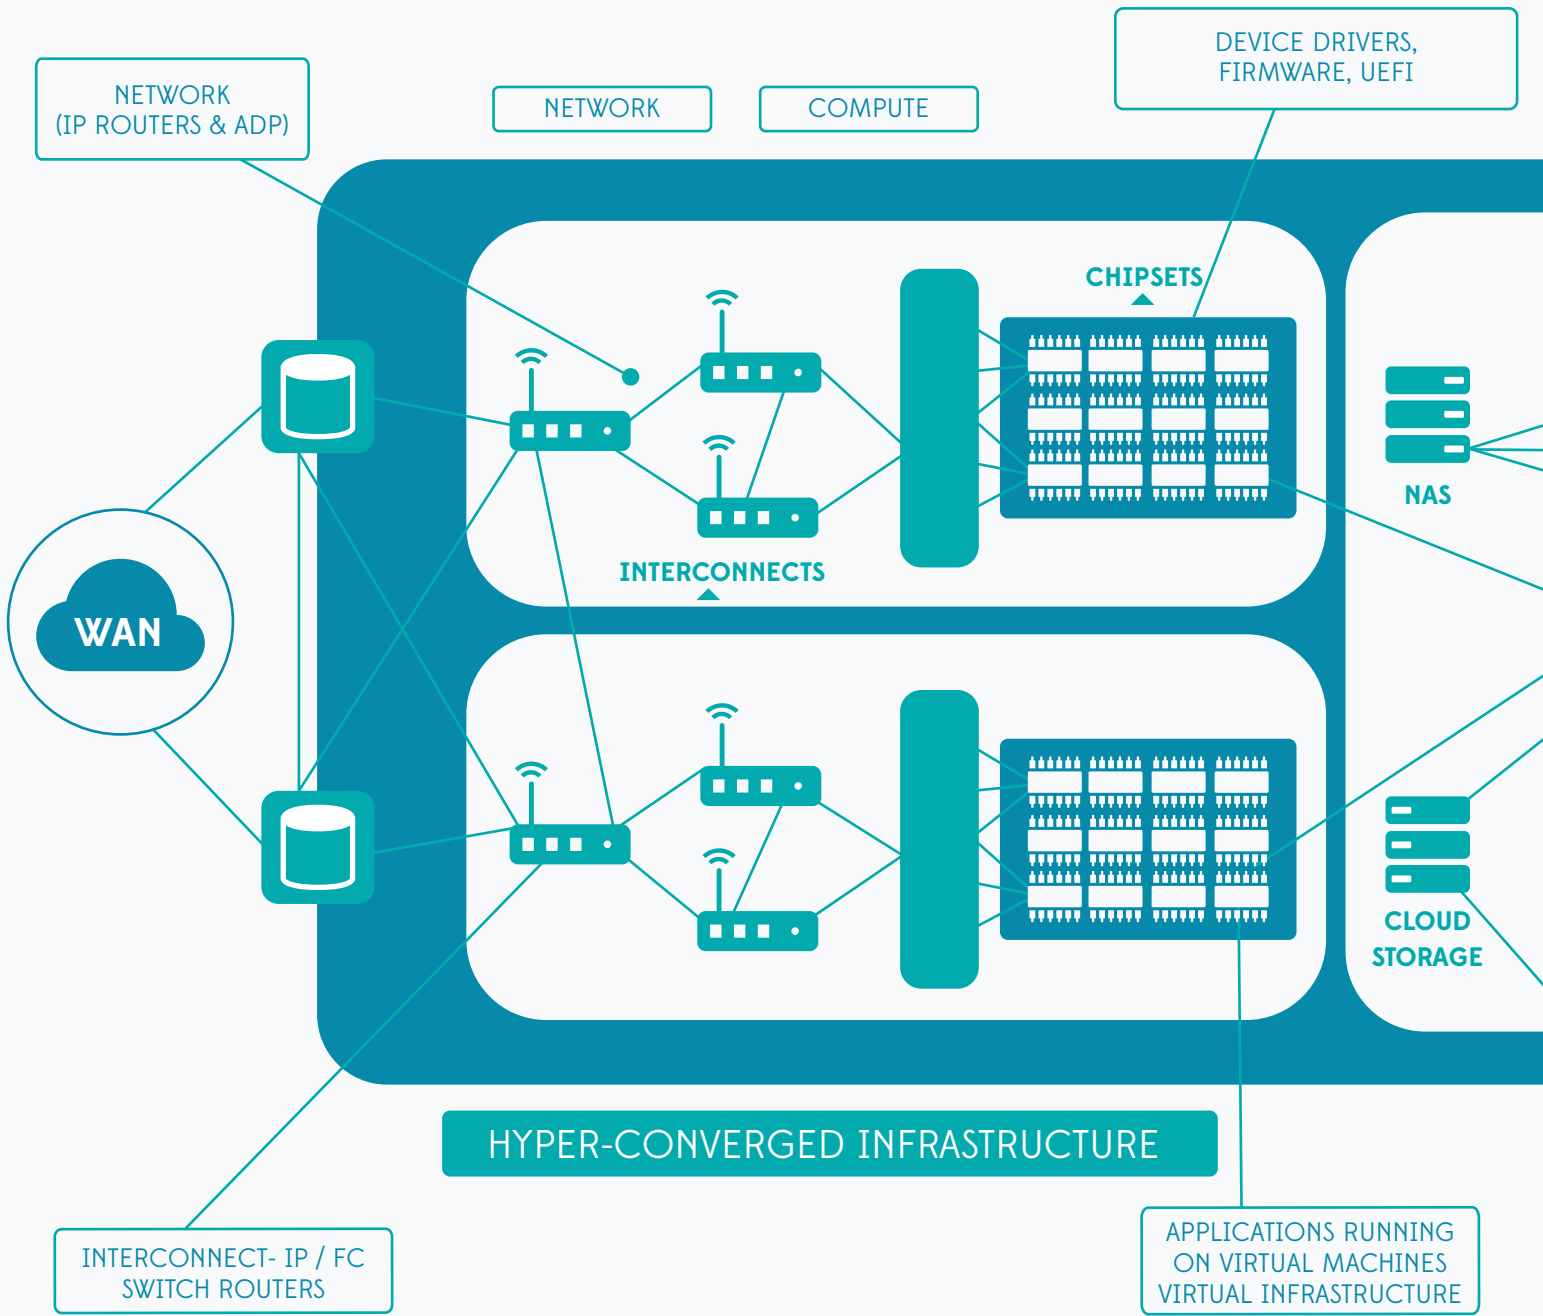 DEVICE DRIVERS,
FIRMWARE, UEFI
NETWORK
(IP ROUTERS & ADP)
NETWORK
COMPUTE
CHIPSETS
NAS
INTERCONNECTS
WAN
CLOUD
STORAGE
HYPER-CONVERGED INFRASTRUCTURE
INTERCONNECT- IP / FC
SWITCH ROUTERS
APPLICATIONS RUNNING
ON VIRTUAL MACHINES
VIRTUAL INFRASTRUCTURE